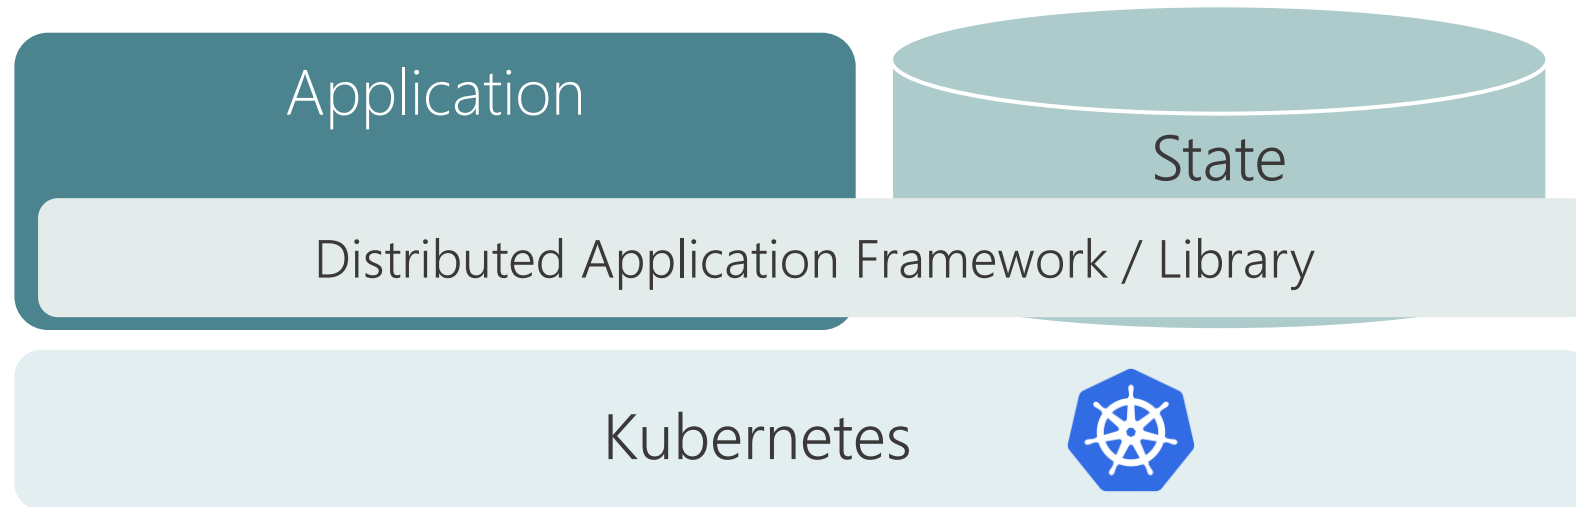 Application
State
Distributed Application Framework / Library
Kubernetes